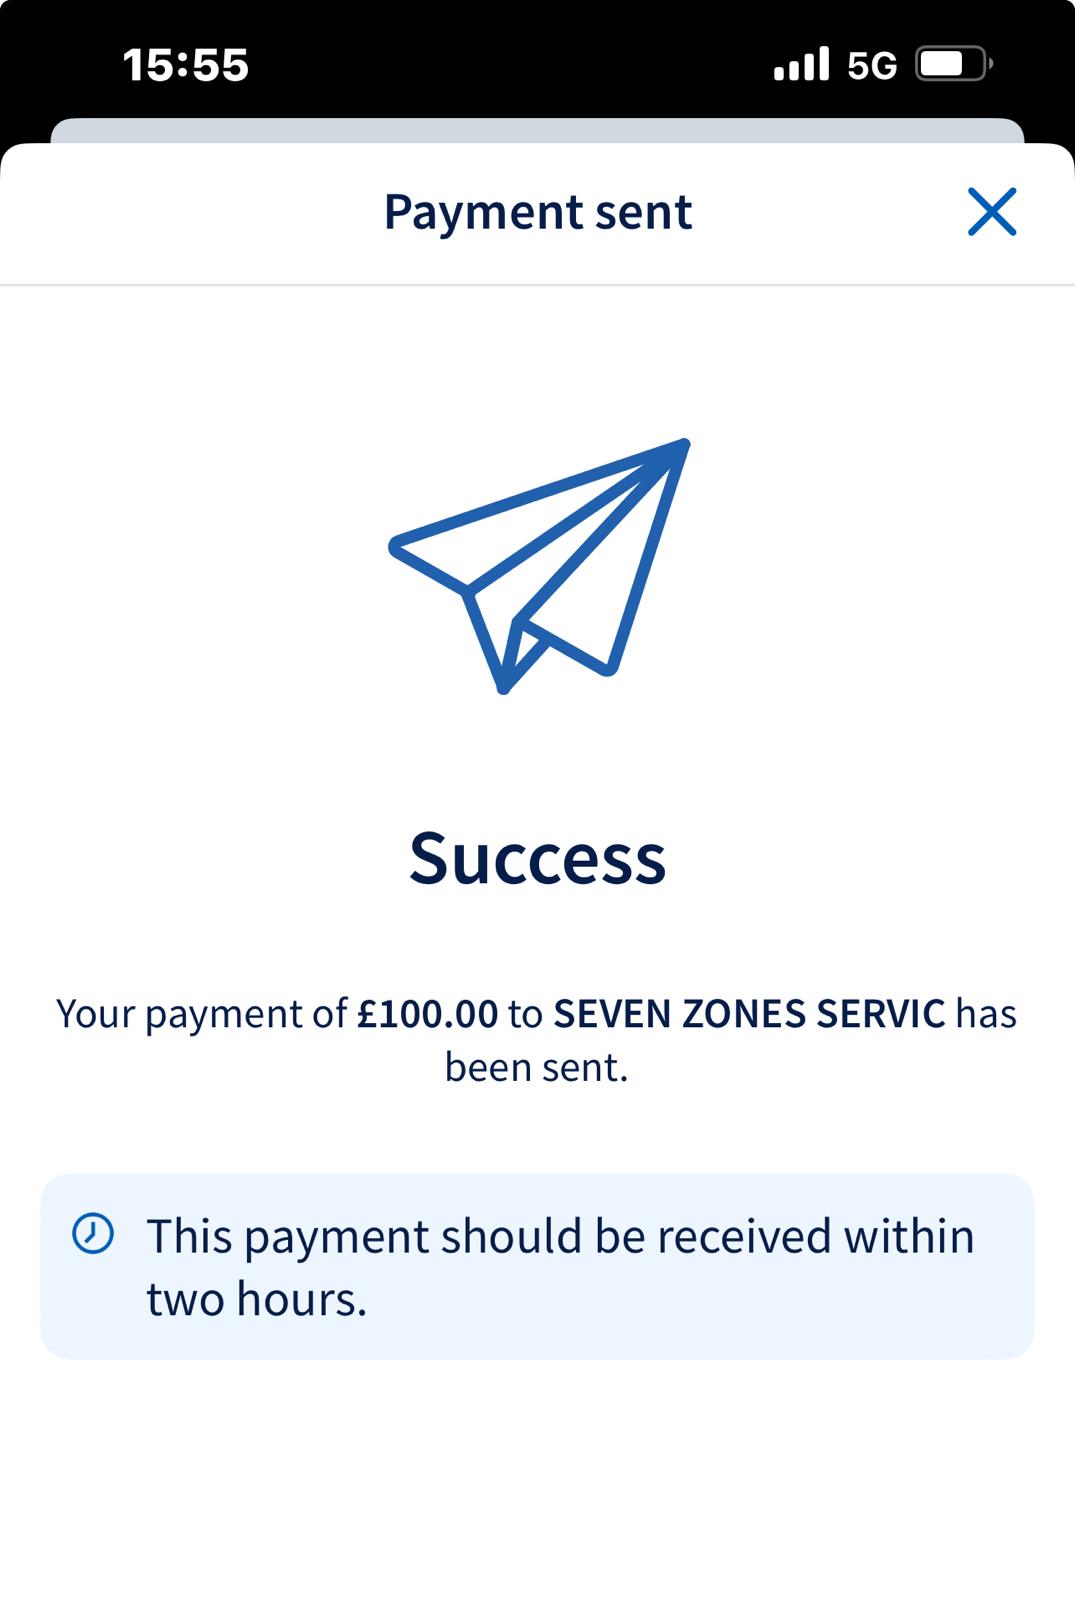 15:55 5G
Payment sent
Success
Your payment of £100.00 to SEVEN ZONES SERVIC has
been sent.
This payment should be received within
two hours.